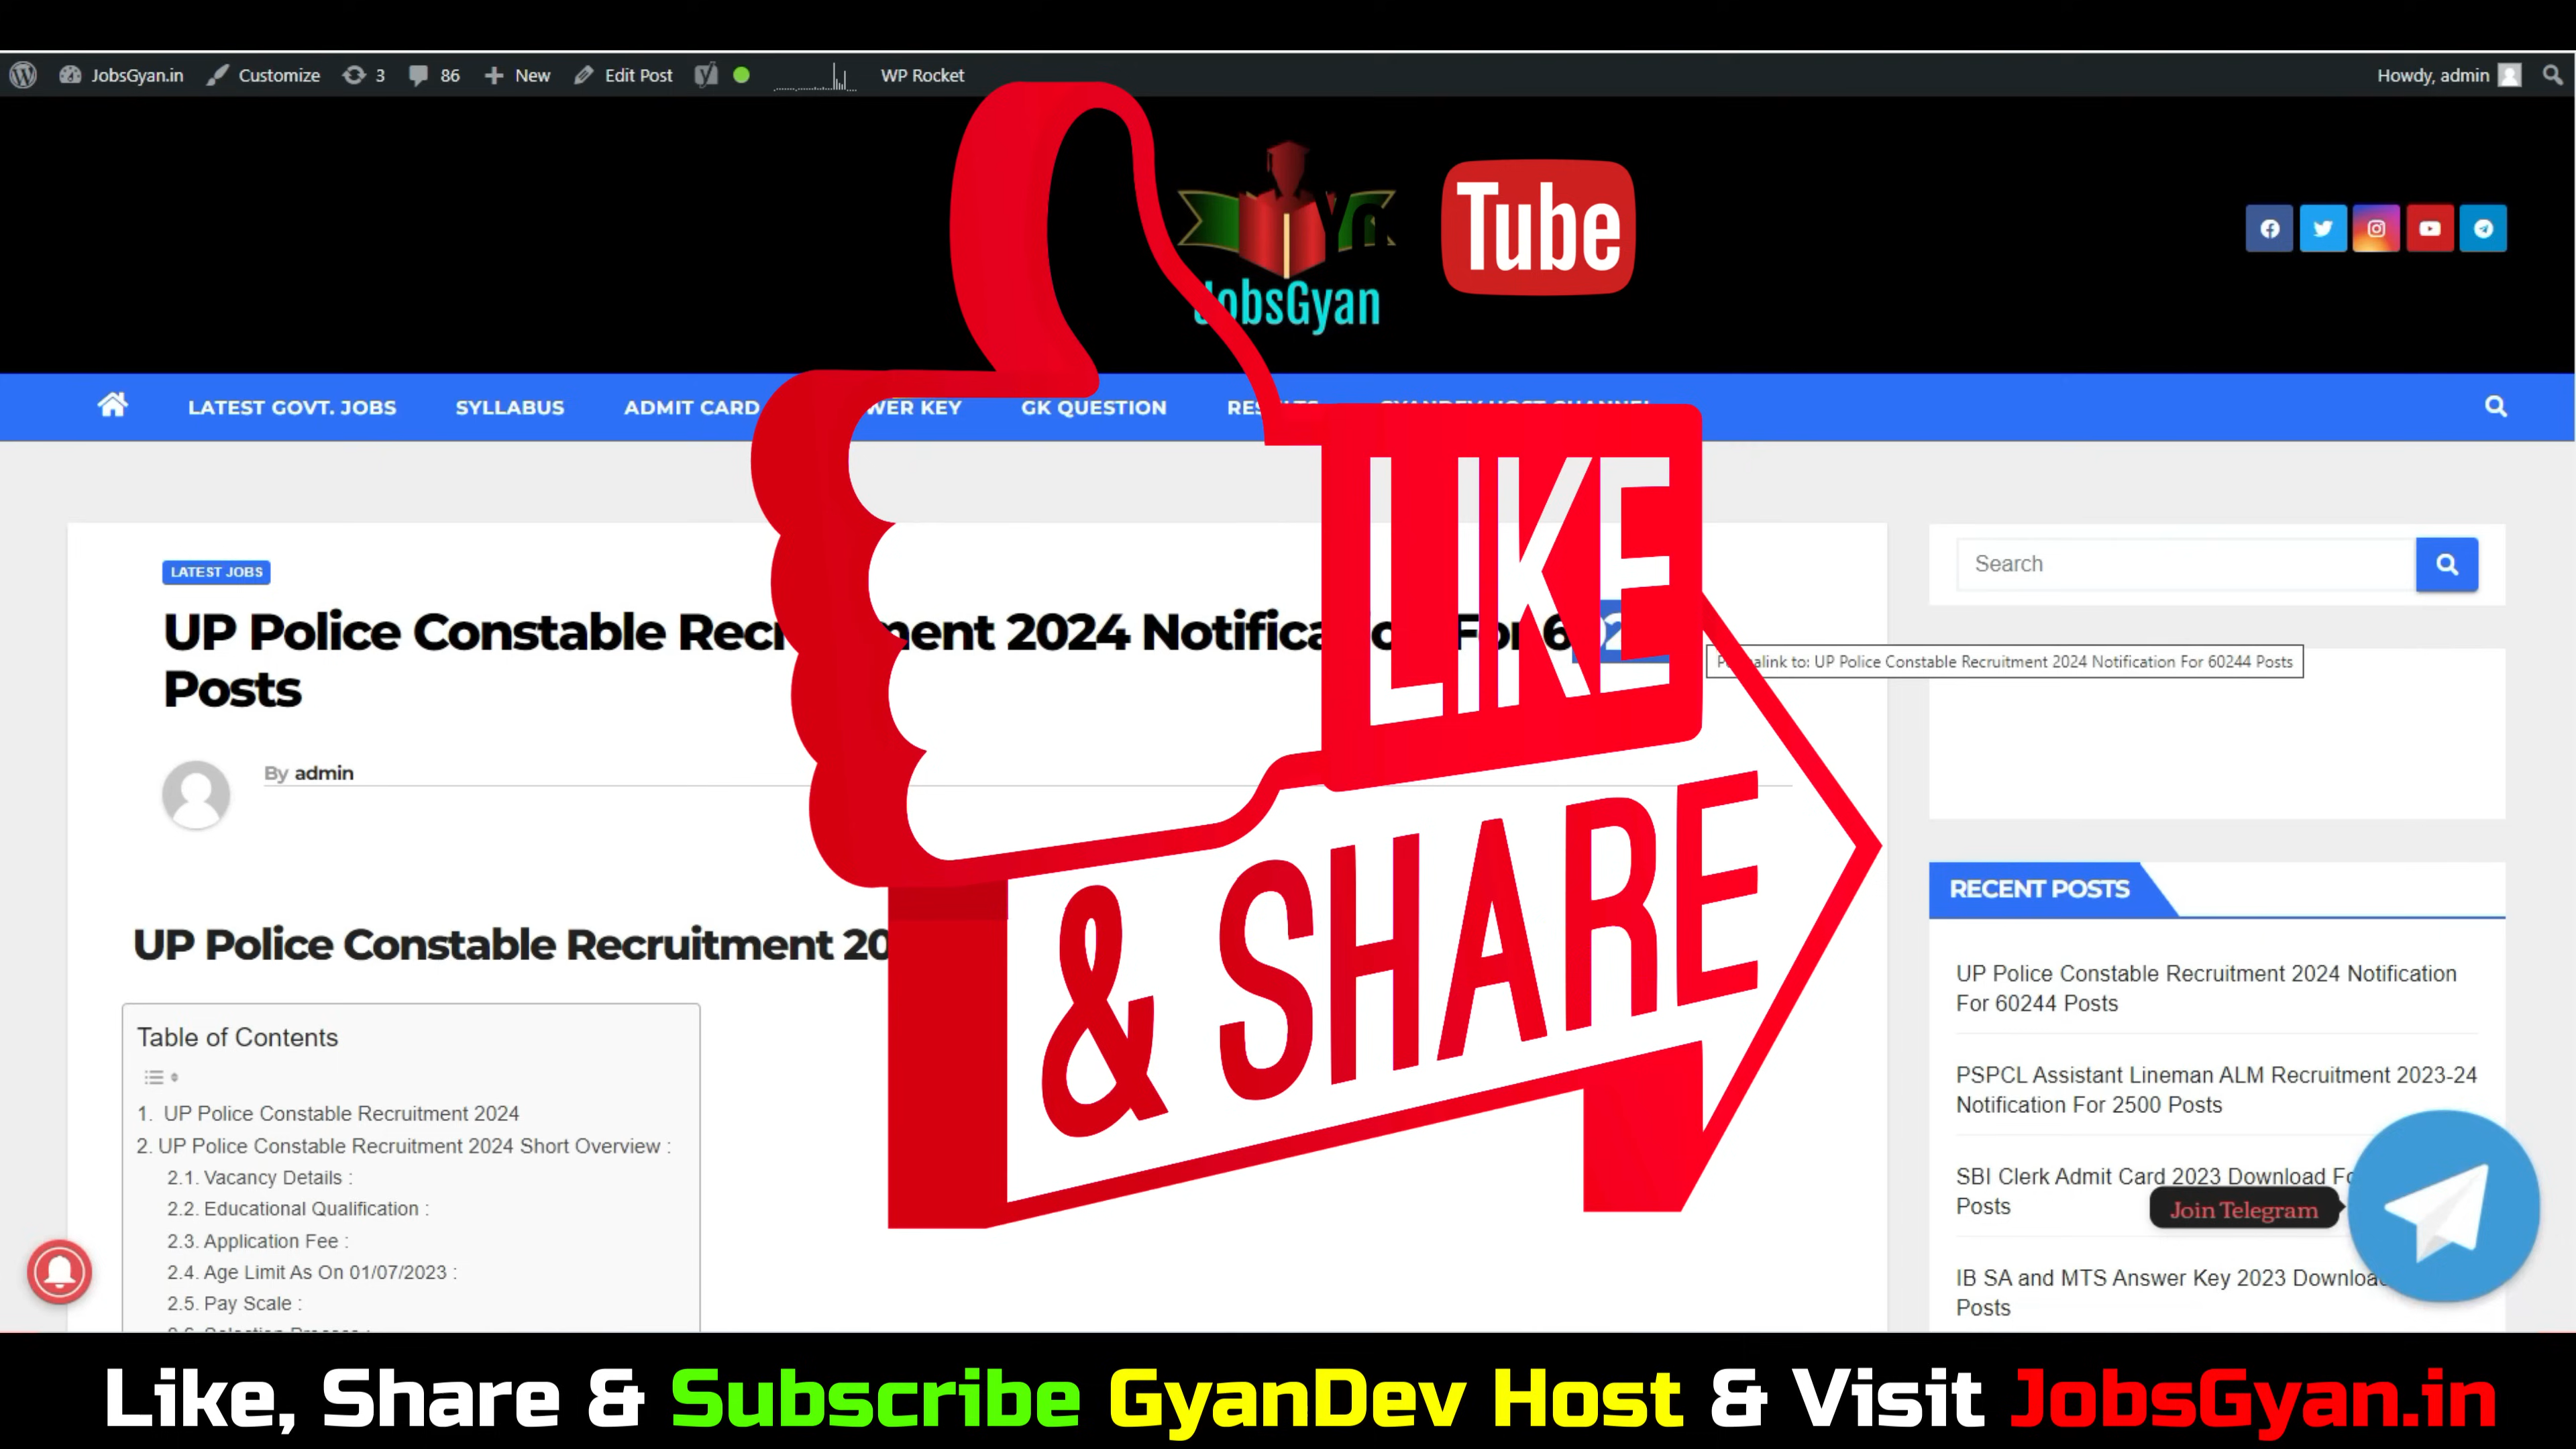 JobsGyan.in Customize 3 86 New Edit Post WP Rocket Howdy, admin
Tube
JobsGyan
LATEST GOVT. JOBS SYLLABUS ADMIT CARD GK QUESTION
LIKE
& SHARE
Search
LATEST JOBS
UP Police Constable 2024 For
Posts
Permalink to: UP Police Constable Recruitment 2024 Notification For 60244 Posts
By admin
UP Police Constable Recruitment 20
Table of Contents
1. UP Police Constable Recruitment 2024
2. UP Police Constable Recruitment 2024 Short Overview :
2.1. Vacancy Details :
2.2. Educational Qualification :
2.3. Application Fee :
2.4. Age Limit As On 01/07/2023 :
2.5. Pay Scale :
RECENT POSTS
UP Police Constable Recruitment 2024 Notification
For 60244 Posts
PSPCL Assistant Lineman ALM Recruitment 2023-24
Notification For 2500 Posts
SBI Clerk Admit Card 2023 Download
Posts
Join Telegram
IB SA and MTS Answer Key 2023
Posts
Like, Share & Subscribe GyanDev Host & Visit JobsGyan.in